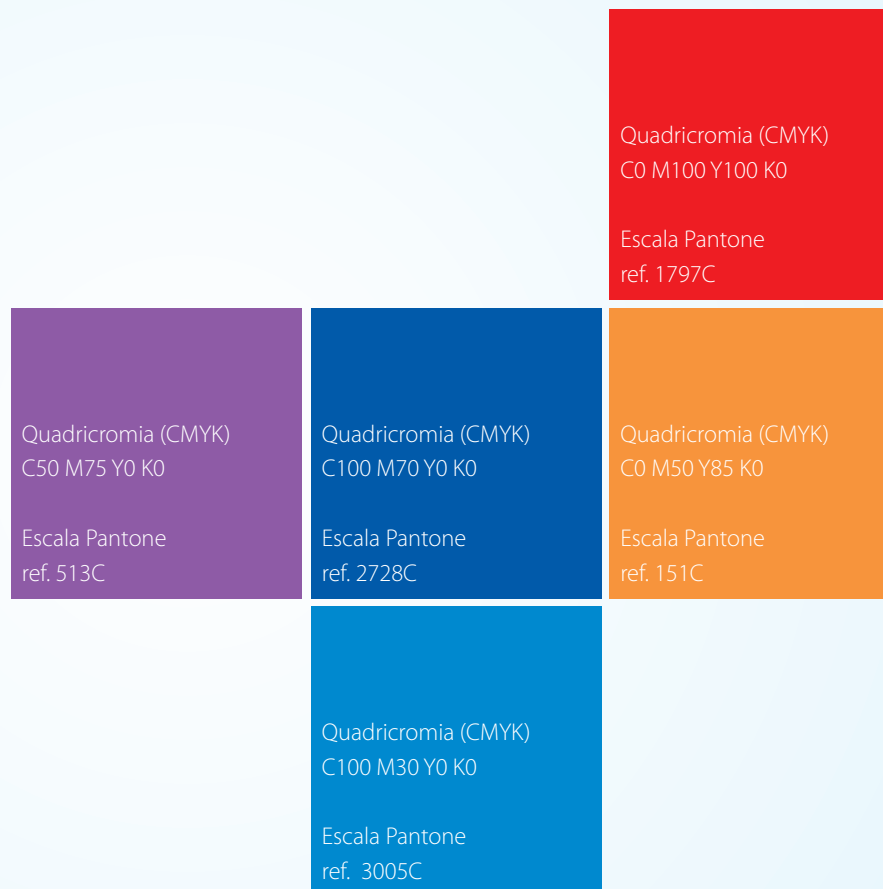 Quadricromia (CMYK)
C0 M100 Y100 K0
Escala Pantone
ref. 1797C
Quadricromia (CMYK)
C50 M75 Y0 K0
Escala Pantone
ref. 513C
Quadricromia (CMYK)
C100 M70 Y0 K0
Escala Pantone
ref. 2728C
Quadricromia (CMYK)
C0 M50 Y85 K0
Escala Pantone
ref. 151C
Quadricromia (CMYK)
C100 M30 Y0 K0
Escala Pantone
ref. 3005C